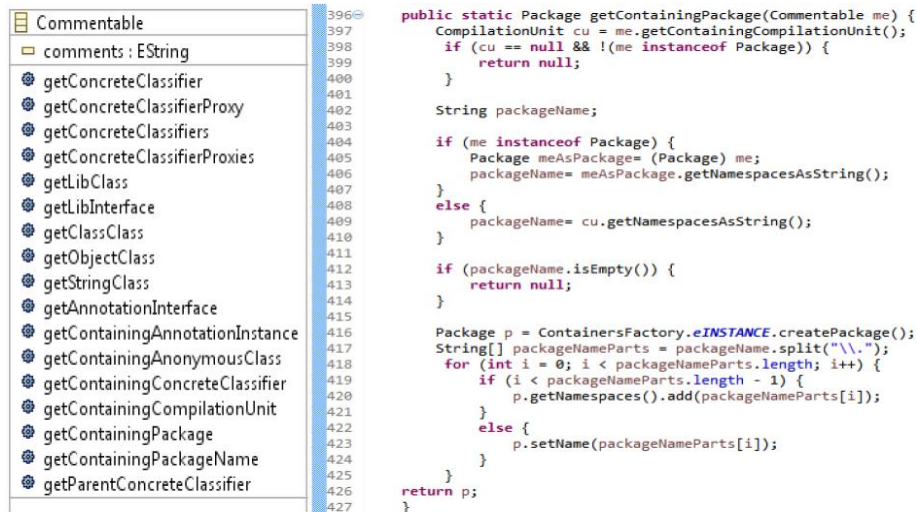 Commentable
comments : EString
getConcreteClassifier
getConcreteClassifierProxy
getConcreteClassifiers
getConcreteClassifierProxies
getLibClass
getLibInterface
getClassClass
getObjectClass
getStringClass
getAnnotationInterface
getContainingAnnotationInstance
getContainingAnonymousClass
getContainingConcreteClassifier
getContainingCompilationUnit
getContainingPackage
getContainingPackageName
getParentConcreteClassifier
396 public static Package getContainingPackage(Commentable me) {
397 CompilationUnit cu = me.getContainingCompilationUnit();
398 if (cu == null && !(me instanceof Package)) {
399 return null;
400 }
401
402 String packageName;
403
404 if (me instanceof Package) {
405 Package meAsPackage= (Package) me;
406 packageName= meAsPackage.getNamespacesAsString();
407 }
408 else {
409 packageName= cu.getNamespacesAsString();
410 }
411
412 if (packageName.isEmpty()) {
413 return null;
414 }
415
416 Package p = ContainersFactory.eINSTANCE.createPackage();
417 String[] packageNameParts = packageName.split("\\.");
418 for (int i = 0; i < packageNameParts.length; i++) {
419 if (i < packageNameParts.length - 1) {
420 p.getNamespaces().add(packageNameParts[i]);
421 }
422 else {
423 p.setName(packageNameParts[i]);
424 }
425 }
426 return p;
427 }